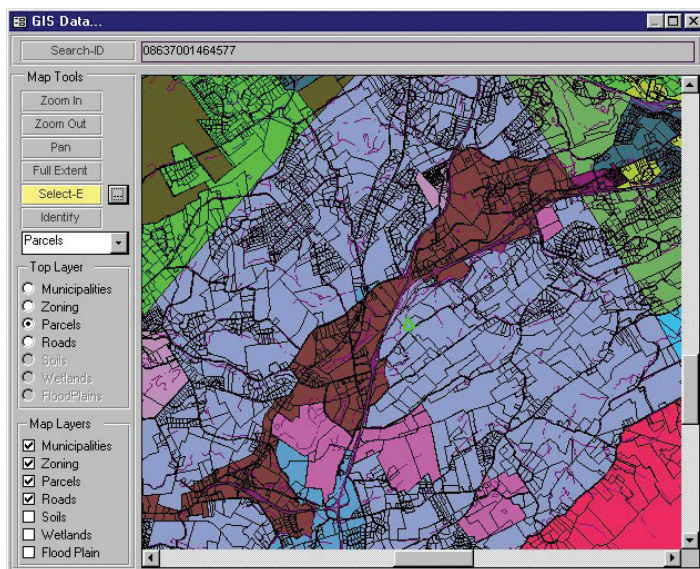 GIS Data...
Search-ID
08637001464577
Map Tools
Zoom In
Zoom Out
Pan
Full Extent
Select-E
...
Identify
Parcels
Top Layer
Municipalities
Zoning
Parcels
Roads
Soils
Wetlands
FloodPlains
Map Layers
Municipalities
Zoning
Parcels
Roads
Soils
Wetlands
Flood Plain